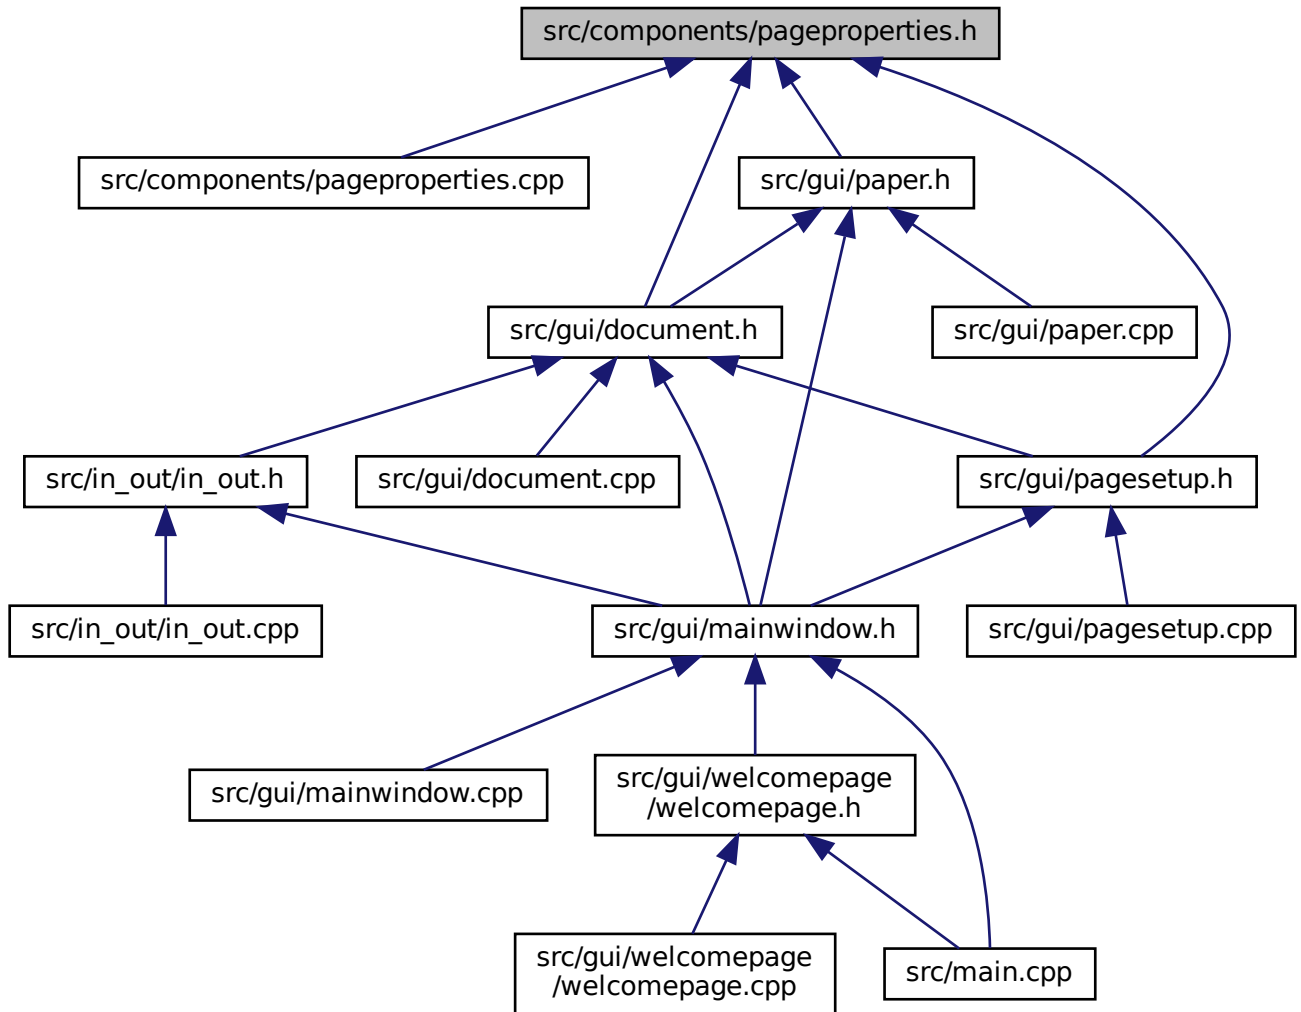 src/components/pageproperties.h
src/components/pageproperties.cpp
src/gui/paper.h
src/gui/document.h
src/gui/paper.cpp
src/in_out/in_out.h
src/gui/document.cpp
src/gui/pagesetup.h
src/in_out/in_out.cpp
src/gui/mainwindow.h
src/gui/pagesetup.cpp
src/gui/mainwindow.cpp
src/gui/welcomepage
/welcomepage.h
src/gui/welcomepage
/welcomepage.cpp
src/main.cpp